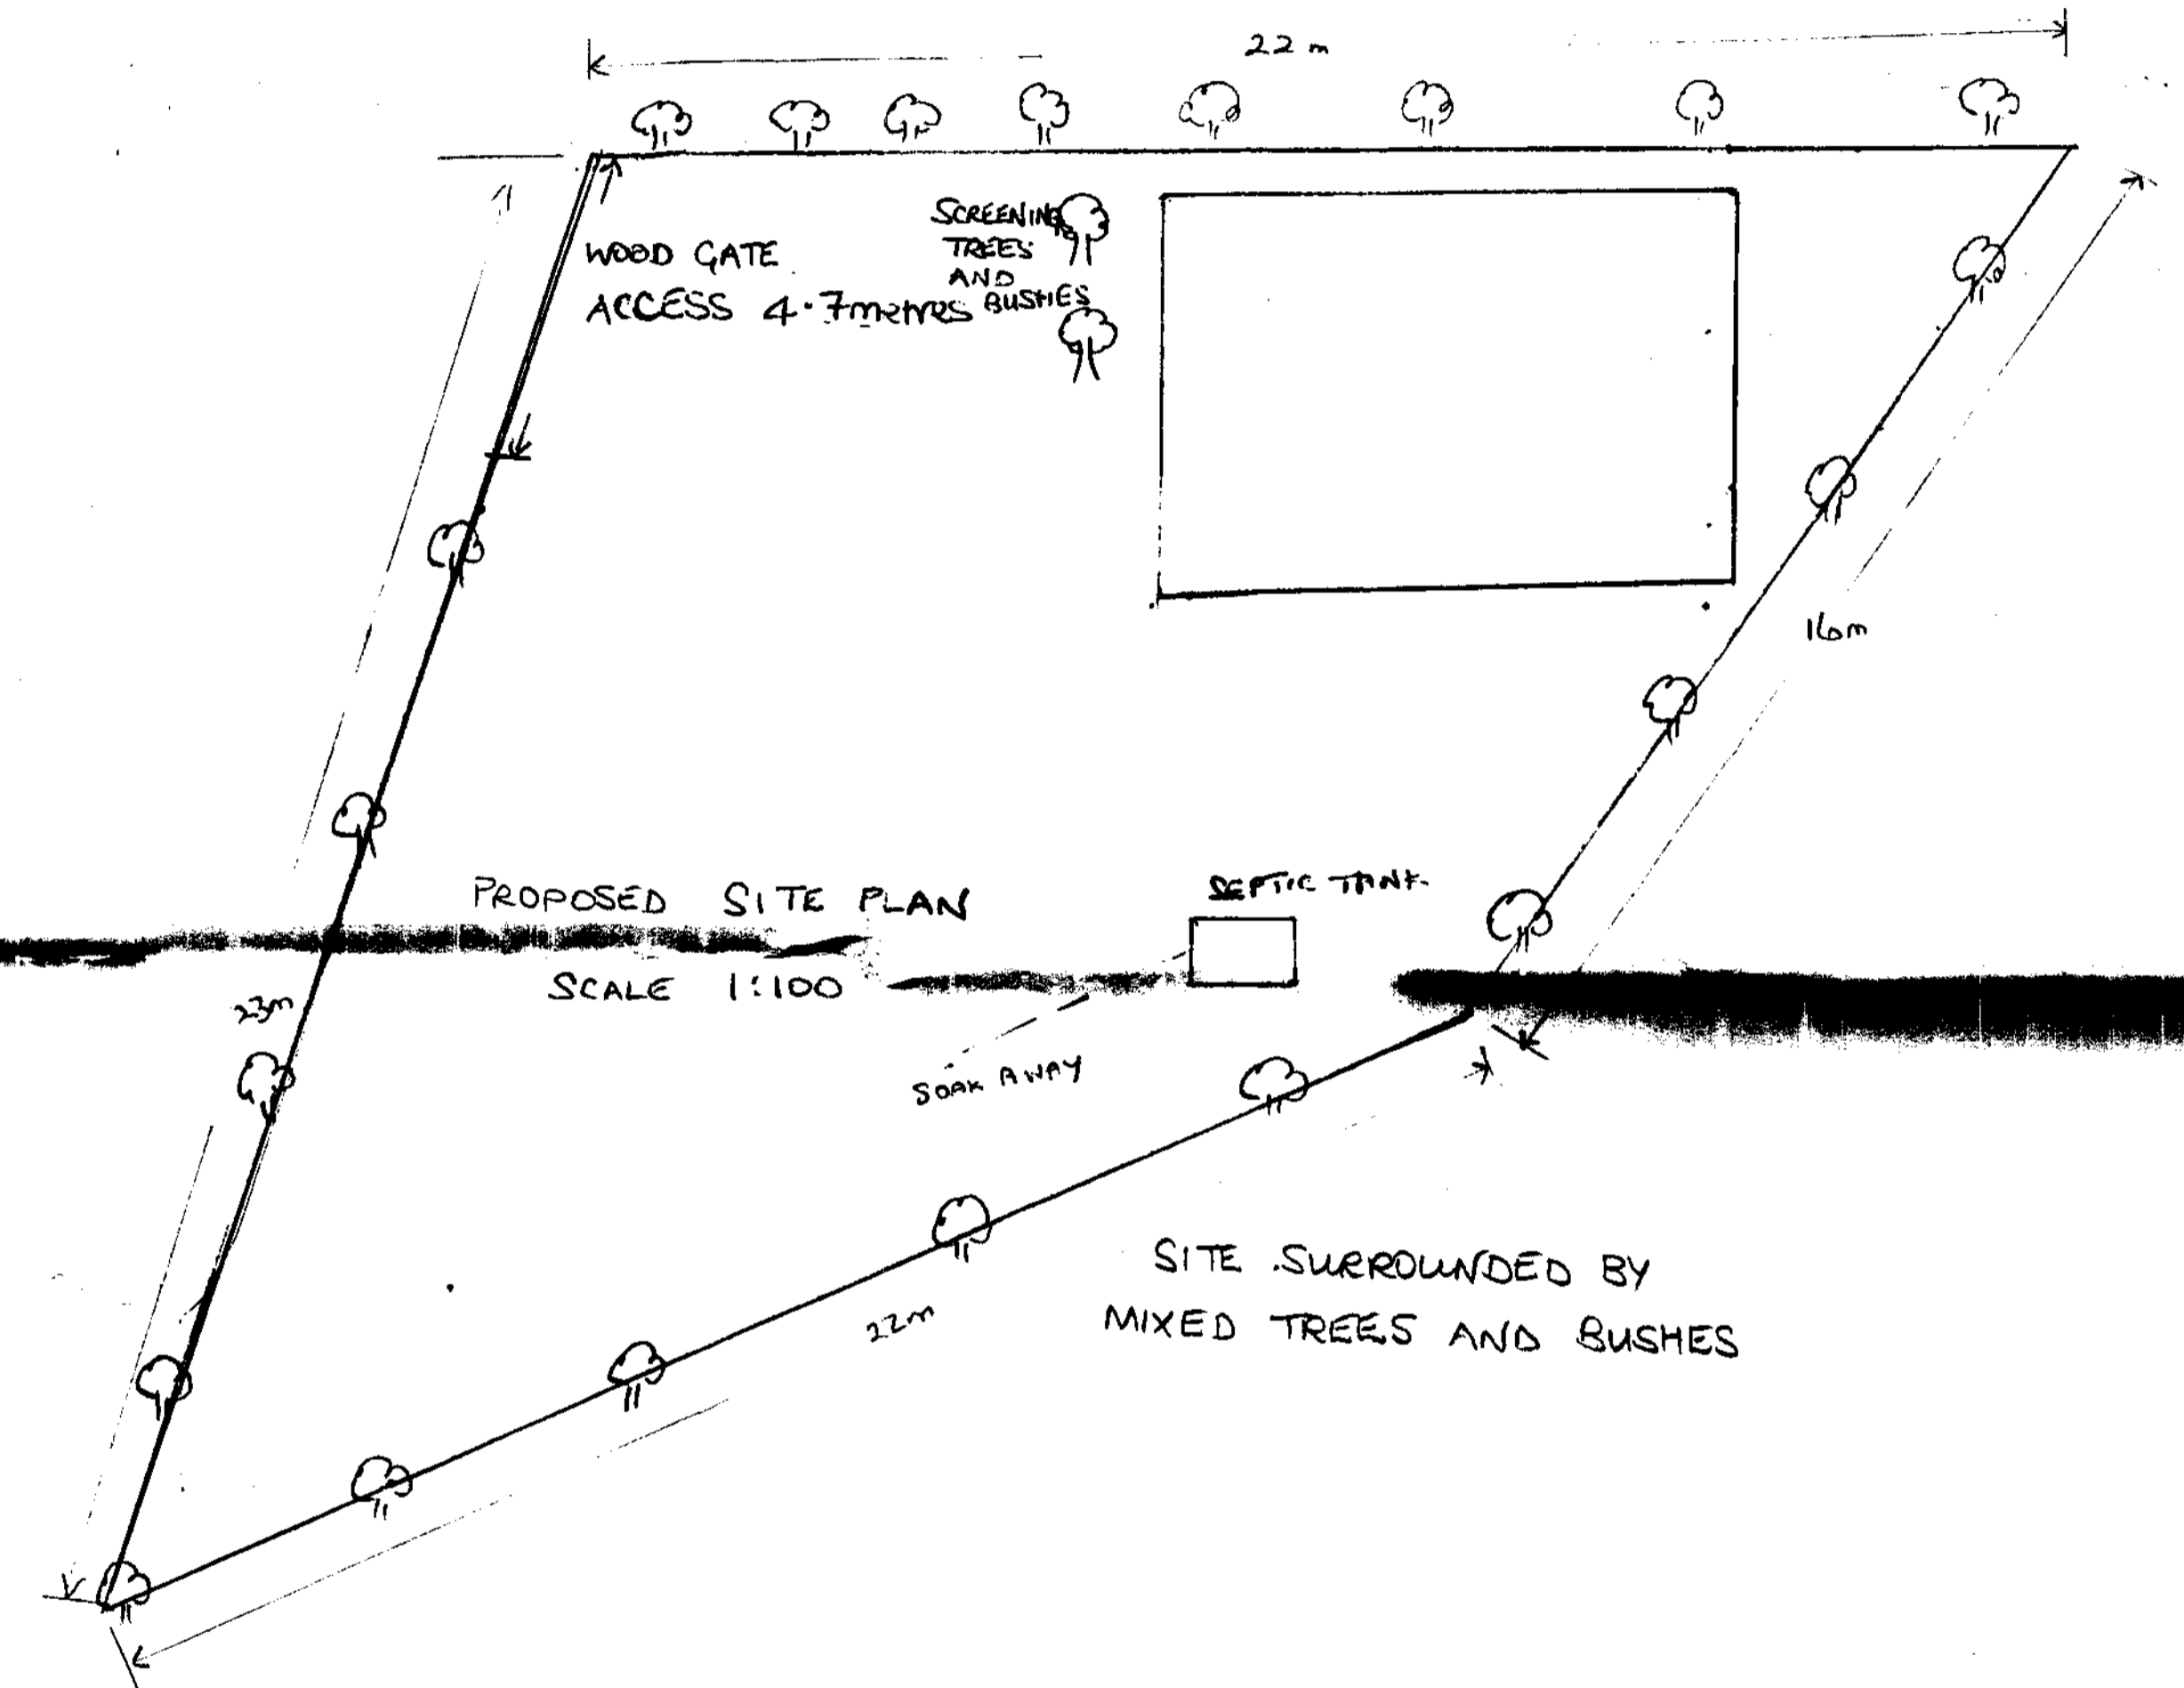 22 m
SCREENING
TREES
AND
BUSHES
WOOD GATE
ACCESS 4.7metres
16m
SEPTIC TANK
PROPOSED SITE PLAN
SCALE 1:100
23m
SOAK AWAY
22m
SITE SURROUNDED BY
MIXED TREES AND BUSHES